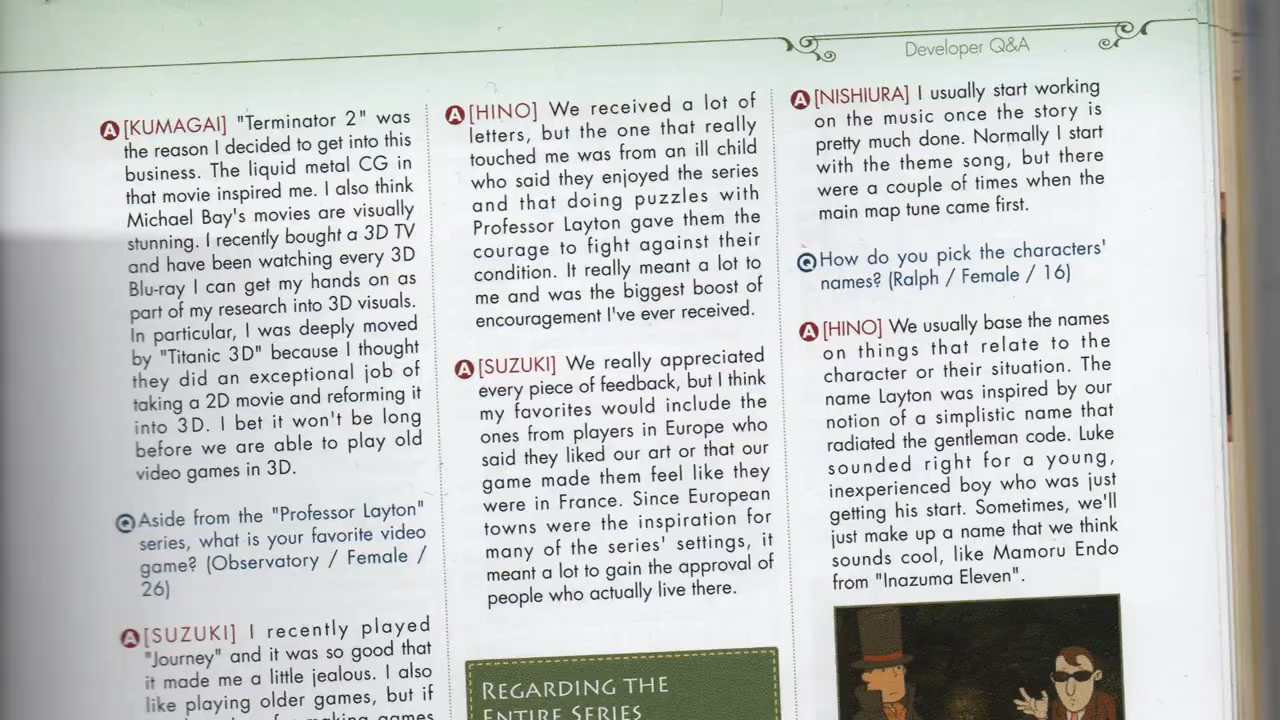 Developer Q&A
A [KUMAGAI] "Terminator 2" was
the reason I decided to get into this
business. The liquid metal CG in
that movie inspired me. I also think
Michael Bay's movies are visually
stunning. I recently bought a 3D TV
and have been watching every 3D
Blu-ray I can get my hands on as
part of my research into 3D visuals.
In particular, I was deeply moved
by "Titanic 3D" because I thought
they did an exceptional job of
taking a 2D movie and reforming it
into 3D. I bet it won't be long
before we are able to play old
video games in 3D.
Q Aside from the "Professor Layton"
series, what is your favorite video
game? (Observatory / Female /
26)
A [SUZUKI] I recently played
"Journey" and it was so good that
it made me a little jealous. I also
like playing older games, but if
making games
A [HINO] We received a lot of
letters, but the one that really
touched me was from an ill child
who said they enjoyed the series
and that doing puzzles with
Professor Layton gave them the
courage to fight against their
condition. It really meant a lot to
me and was the biggest boost of
encouragement I've ever received.
A [SUZUKI] We really appreciated
every piece of feedback, but I think
my favorites would include the
ones from players in Europe who
said they liked our art or that our
game made them feel like they
were in France. Since European
towns were the inspiration for
many of the series' settings, it
meant a lot to gain the approval of
people who actually live there.
REGARDING THE
ENTIRE SERIES
A [NISHIURA] I usually start working
on the music once the story is
pretty much done. Normally I start
with the theme song, but there
were a couple of times when the
main map tune came first.
Q How do you pick the characters'
names? (Ralph / Female / 16)
A [HINO] We usually base the names
on things that relate to the
character or their situation. The
name Layton was inspired by our
notion of a simplistic name that
radiated the gentleman code. Luke
sounded right for a young,
inexperienced boy who was just
getting his start. Sometimes, we'll
just make up a name that we think
sounds cool, like Mamoru Endo
from "Inazuma Eleven".